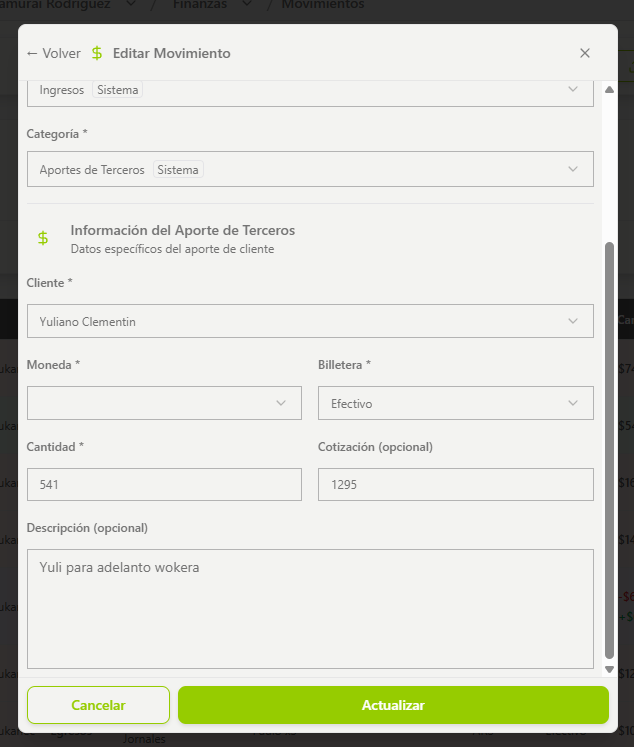 Samurai Rodriguez / Finanzas / Movimientos
← Volver $ Editar Movimiento ×
Ingresos Sistema
Categoría *
Aportes de Terceros Sistema
$ Información del Aporte de Terceros
Datos específicos del aporte de cliente
Cliente *
Yuliano Clementin
Moneda * Billetera *
Efectivo
Cantidad * Cotización (opcional)
541 1295
Descripción (opcional)
Yuli para adelanto wokera
Cancelar Actualizar
Jornales